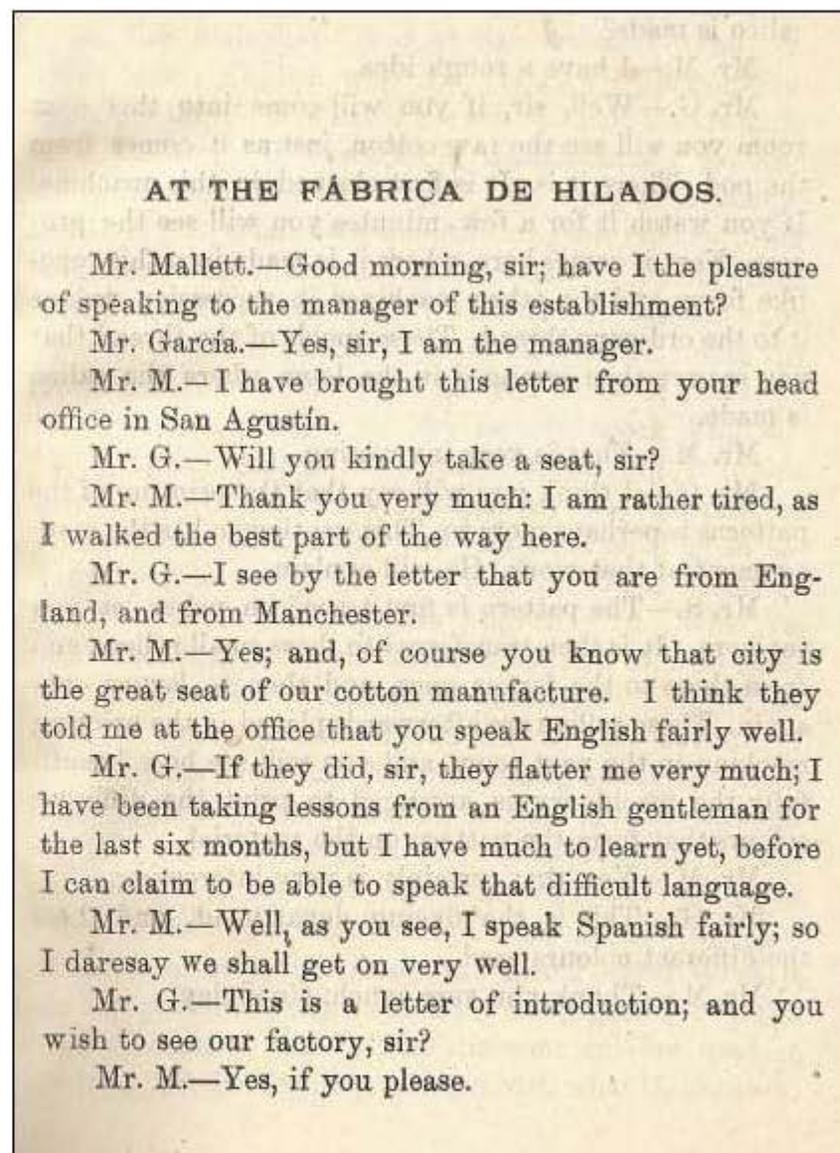 AT THE FÁBRICA DE HILADOS.
Mr. Mallett.—Good morning, sir; have I the pleasure
of speaking to the manager of this establishment?
Mr. García.—Yes, sir, I am the manager.
Mr. M.—I have brought this letter from your head
office in San Agustín.
Mr. G.—Will you kindly take a seat, sir?
Mr. M.—Thank you very much: I am rather tired, as
I walked the best part of the way here.
Mr. G.—I see by the letter that you are from Eng-
land, and from Manchester.
Mr. M.—Yes; and, of course you know that city is
the great seat of our cotton manufacture. I think they
told me at the office that you speak English fairly well.
Mr. G.—If they did, sir, they flatter me very much; I
have been taking lessons from an English gentleman for
the last six months, but I have much to learn yet, before
I can claim to be able to speak that difficult language.
Mr. M.—Well, as you see, I speak Spanish fairly; so
I daresay we shall get on very well.
Mr. G.—This is a letter of introduction; and you
wish to see our factory, sir?
Mr. M.—Yes, if you please.